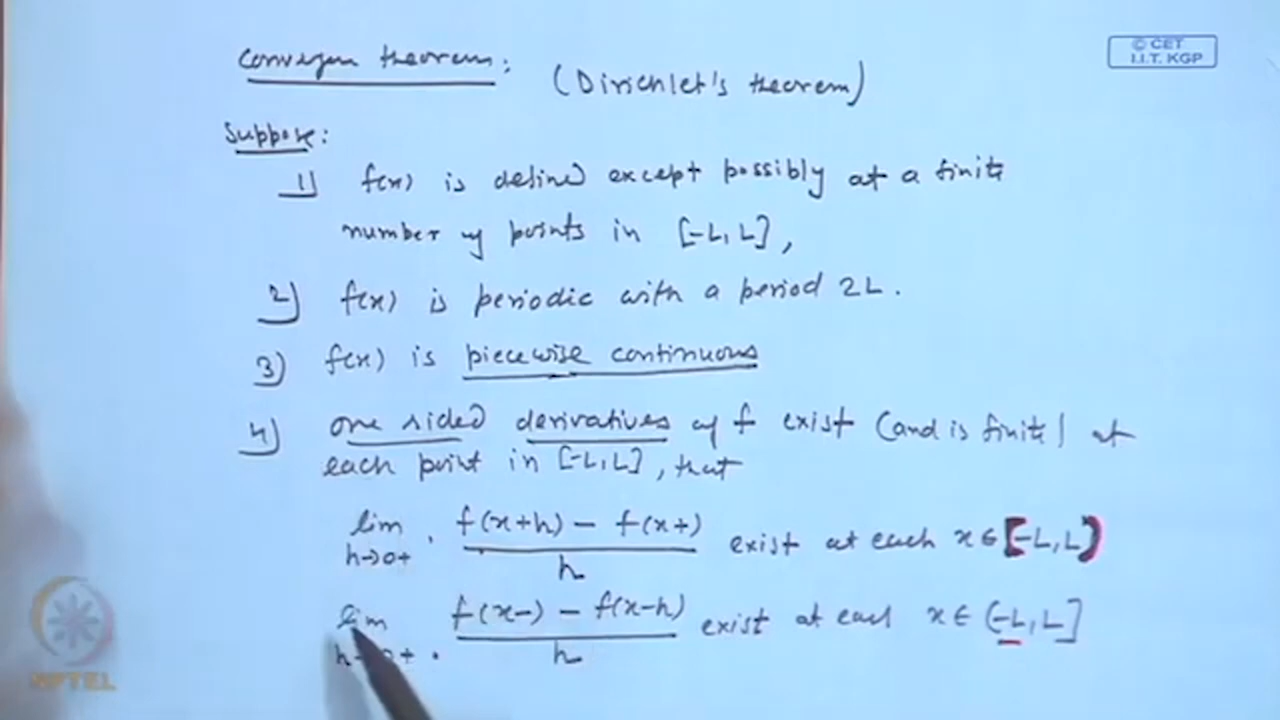 © CET
I.I.T. KGP
Convergen theorem: (Dirichlet's theorem)
Suppose:
1) f(x) is defined except possibly at a finite
number of points in [-L, L],
2) f(x) is periodic with a period 2L.
3) f(x) is piecewise continuous
4) one sided derivatives of f exist (and is finite) at
each point in [-L, L], that
lim h→0+ . f(x+h) - f(x+) / h exist at each x ∈ [-L, L)
lim h→0+ . f(x-) - f(x-h) / h exist at each x ∈ (-L, L]
NPTEL